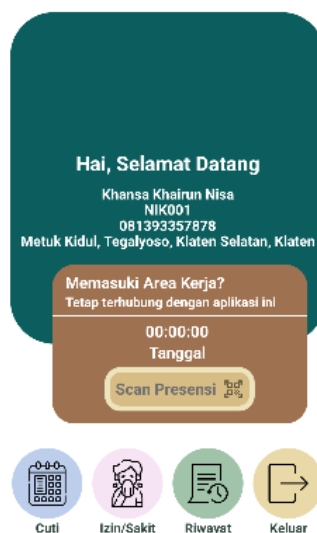 Hai, Selamat Datang
Khansa Khairun Nisa
NIK001
081393357878
Metuk Kidul, Tegalyoso, Klaten Selatan, Klaten
Memasuki Area Kerja?
Tetap terhubung dengan aplikasi ini
00:00:00
Tanggal
Scan Presensi
Cuti Izin/Sakit Riwayat Keluar